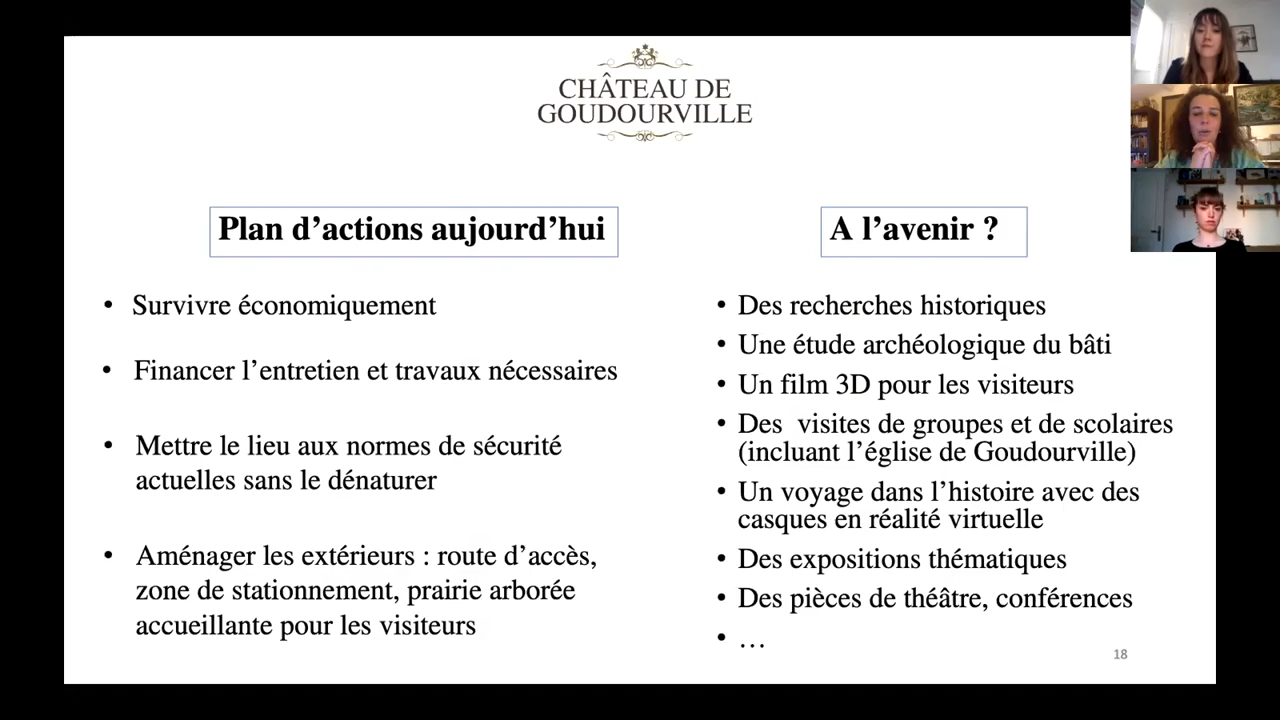 CHÂTEAU DE
GOUDOURVILLE
Plan d’actions aujourd’hui
• Survivre économiquement
• Financer l’entretien et travaux nécessaires
• Mettre le lieu aux normes de sécurité
actuelles sans le dénaturer
• Aménager les extérieurs : route d’accès,
zone de stationnement, prairie arborée
accueillante pour les visiteurs
A l’avenir ?
• Des recherches historiques
• Une étude archéologique du bâti
• Un film 3D pour les visiteurs
• Des  visites de groupes et de scolaires
(incluant l’église de Goudourville)
• Un voyage dans l’histoire avec des
casques en réalité virtuelle
• Des expositions thématiques
• Des pièces de théâtre, conférences
• …
18